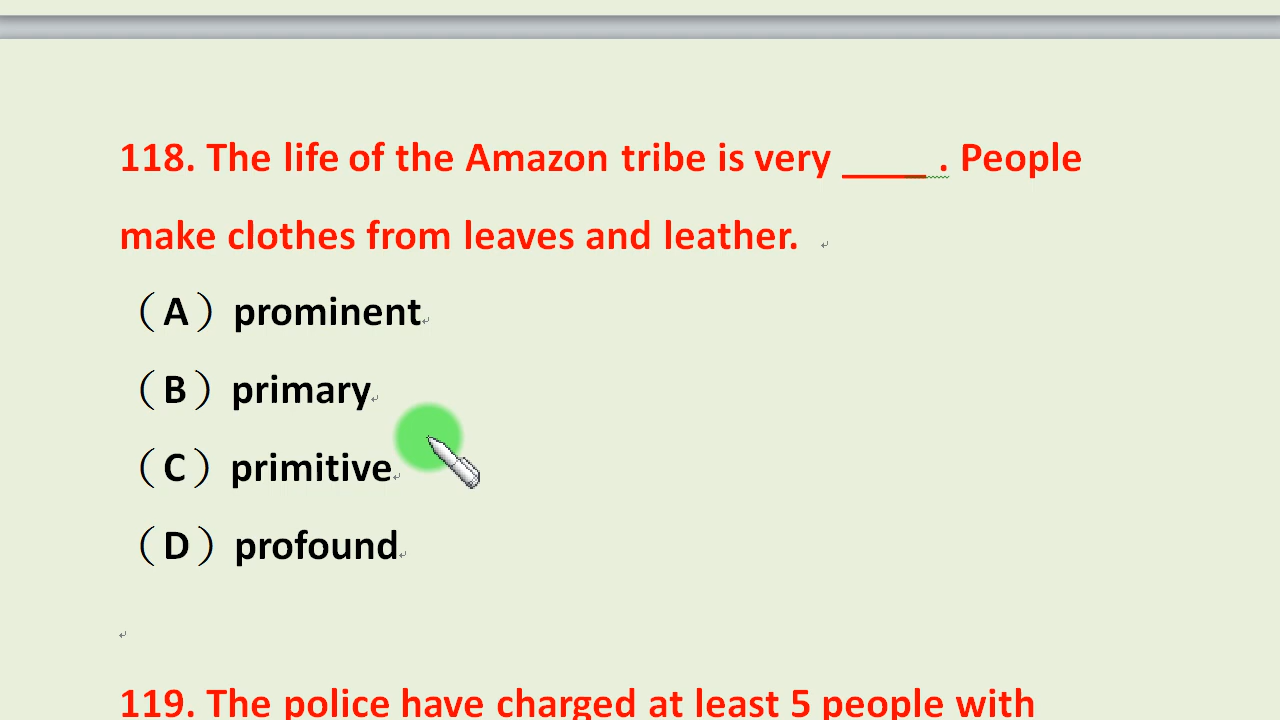 118. The life of the Amazon tribe is very _____ . People
make clothes from leaves and leather.
（A）prominent
（B）primary
（C）primitive
（D）profound
119. The police have charged at least 5 people with